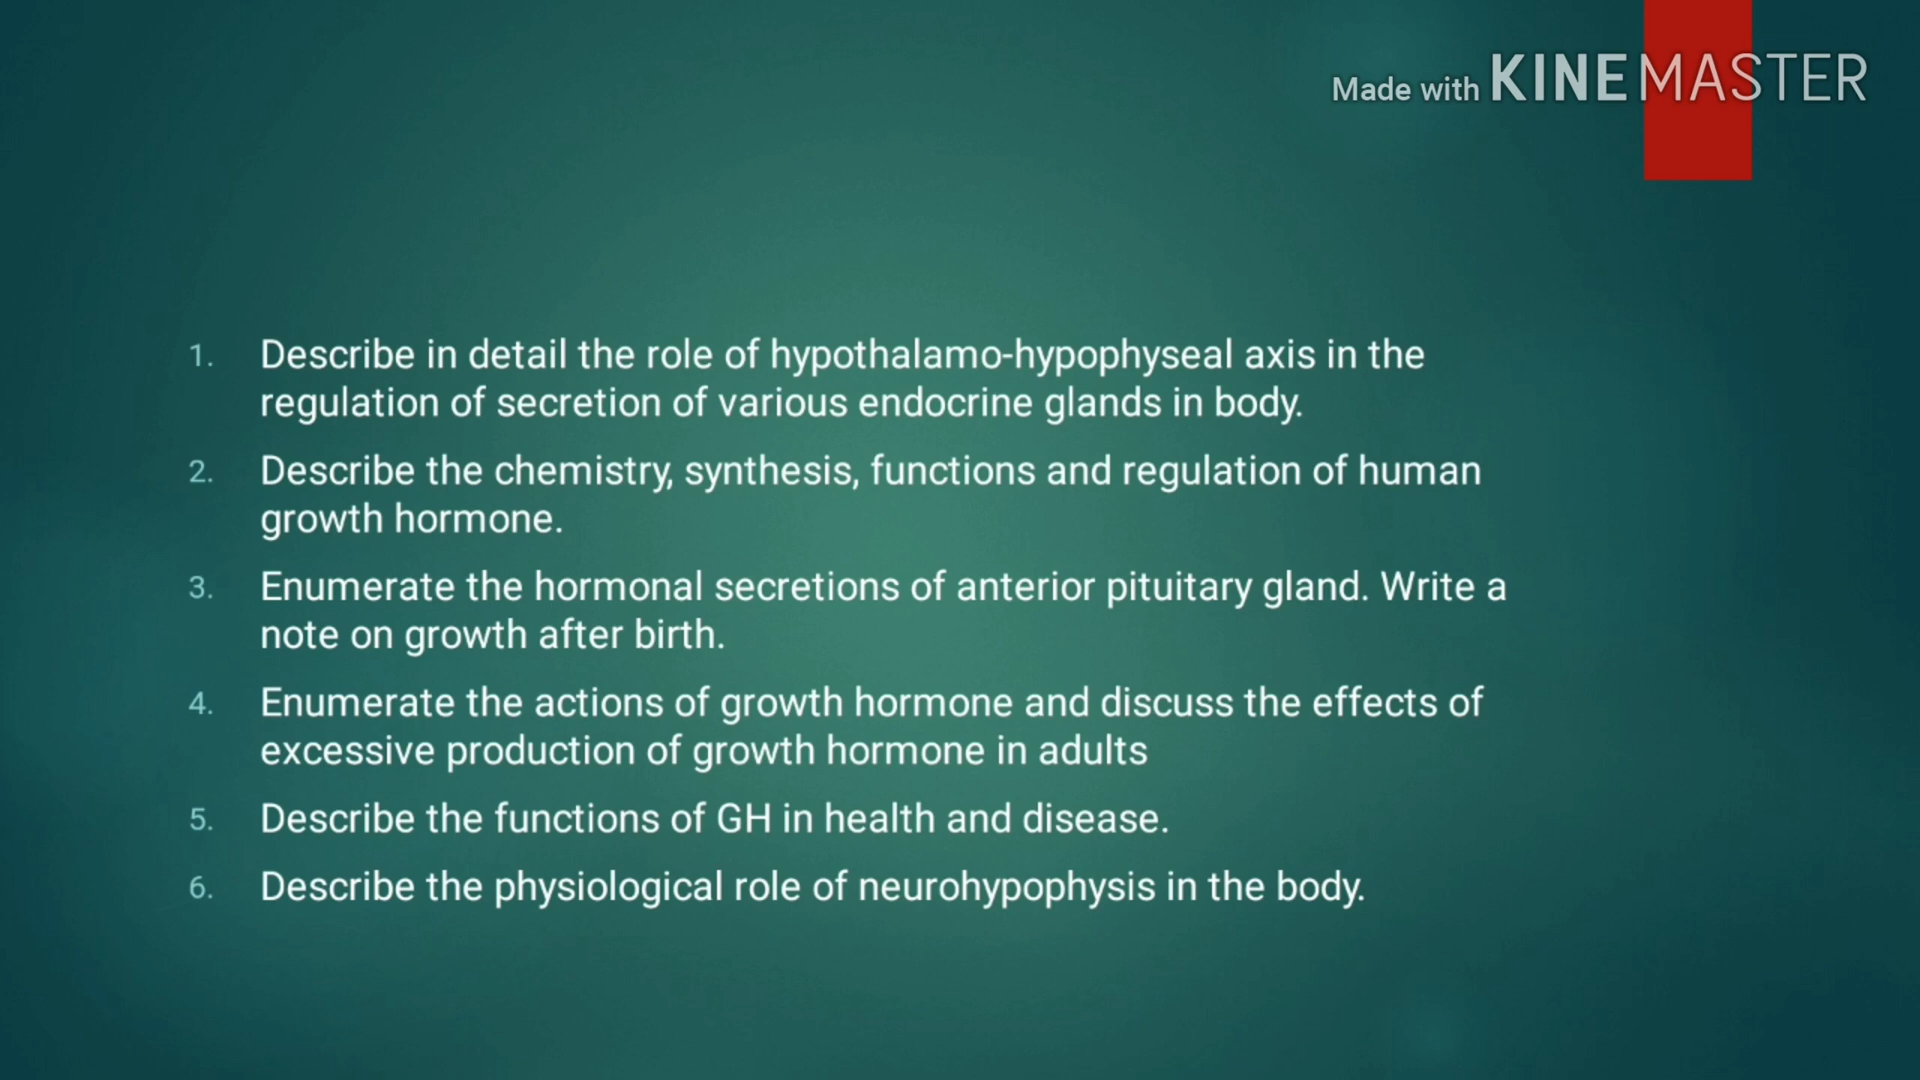 Made with KINEMASTER
1. Describe in detail the role of hypothalamo-hypophyseal axis in the
regulation of secretion of various endocrine glands in body.
2. Describe the chemistry, synthesis, functions and regulation of human
growth hormone.
3. Enumerate the hormonal secretions of anterior pituitary gland. Write a
note on growth after birth.
4. Enumerate the actions of growth hormone and discuss the effects of
excessive production of growth hormone in adults
5. Describe the functions of GH in health and disease.
6. Describe the physiological role of neurohypophysis in the body.